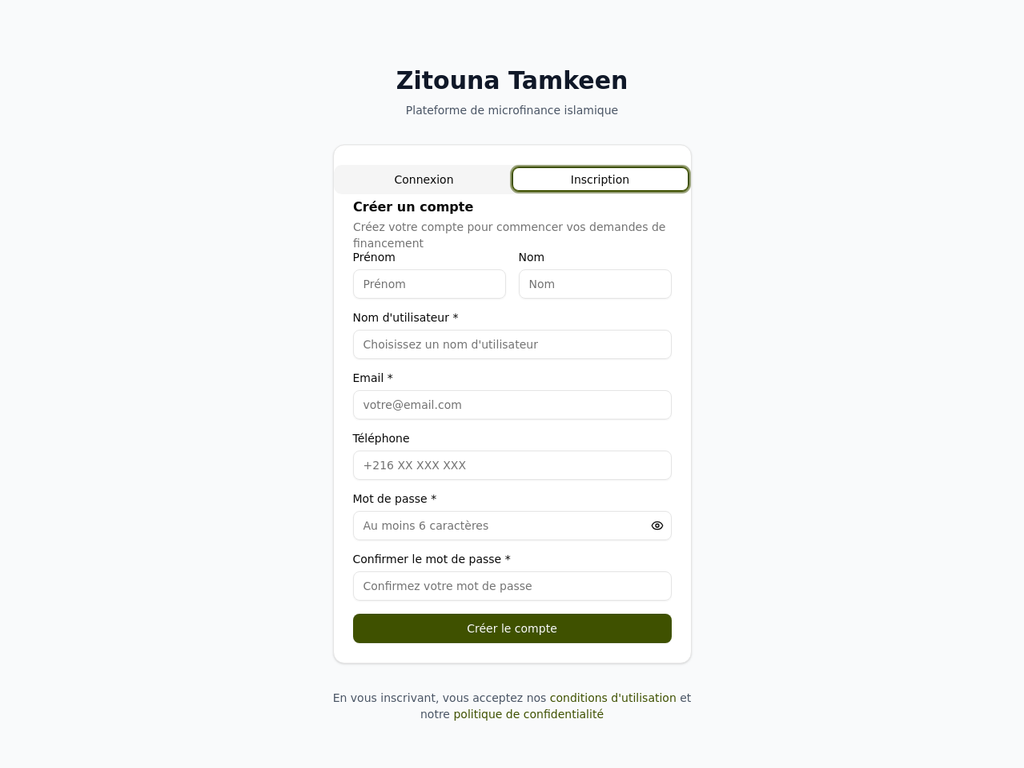 Zitouna Tamkeen
Plateforme de microfinance islamique
Connexion
Inscription
Créer un compte
Créez votre compte pour commencer vos demandes de
financement
Prénom
Nom
Prénom
Nom
Nom d'utilisateur *
Choisissez un nom d'utilisateur
Email *
votre@email.com
Téléphone
+216 XX XXX XXX
Mot de passe *
Au moins 6 caractères
Confirmer le mot de passe *
Confirmez votre mot de passe
Créer le compte
En vous inscrivant, vous acceptez nos conditions d'utilisation et
notre politique de confidentialité